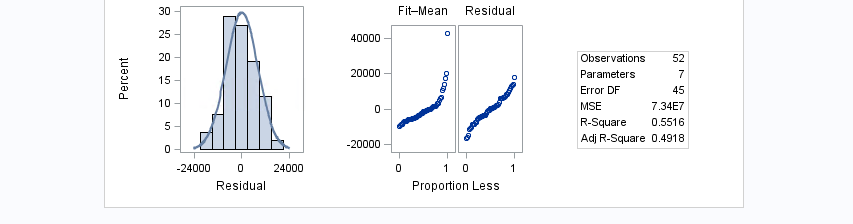 Fit–Mean
Residual
30
25
20
15
10
5
0
Percent
-24000
0
24000
Residual
40000
20000
0
-20000
0
1
0
1
Proportion Less
Observations 52
Parameters 7
Error DF 45
MSE 7.34E7
R-Square 0.5516
Adj R-Square 0.4918